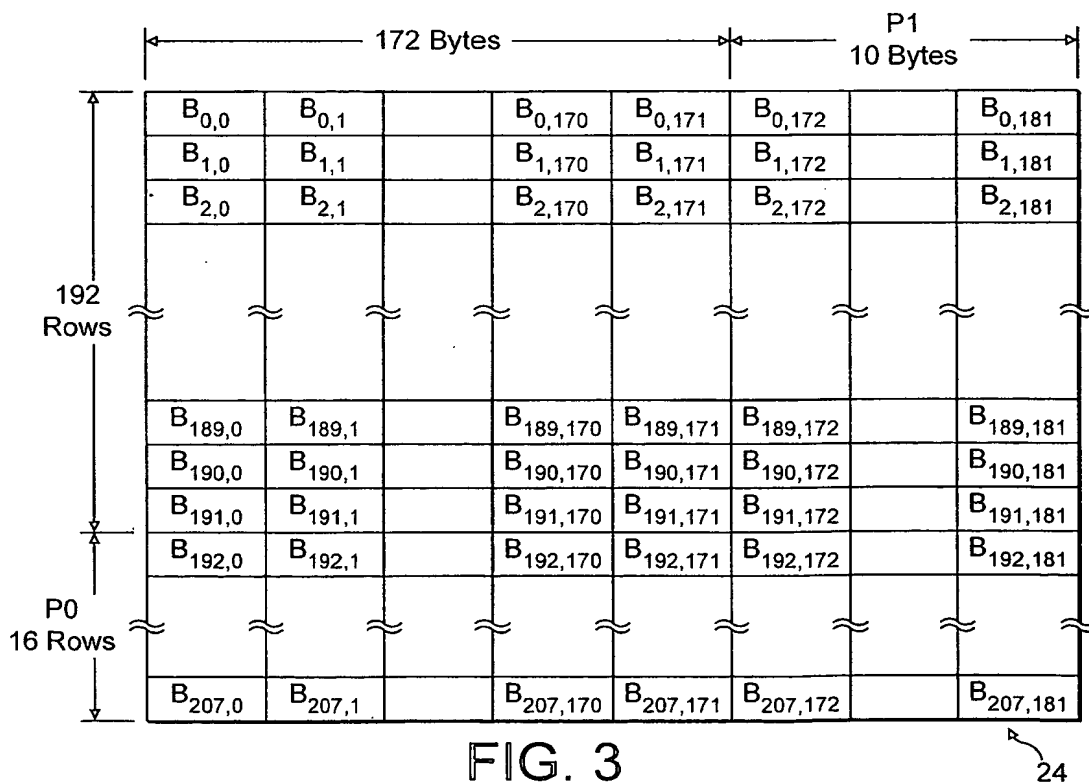 172 Bytes P1
10 Bytes
B0,0 B0,1 B0,170 B0,171 B0,172 B0,181
B1,0 B1,1 B1,170 B1,171 B1,172 B1,181
B2,0 B2,1 B2,170 B2,171 B2,172 B2,181
192
Rows
B189,0 B189,1 B189,170 B189,171 B189,172 B189,181
B190,0 B190,1 B190,170 B190,171 B190,172 B190,181
B191,0 B191,1 B191,170 B191,171 B191,172 B191,181
B192,0 B192,1 B192,170 B192,171 B192,172 B192,181
P0
16 Rows
B207,0 B207,1 B207,170 B207,171 B207,172 B207,181
FIG. 3
24